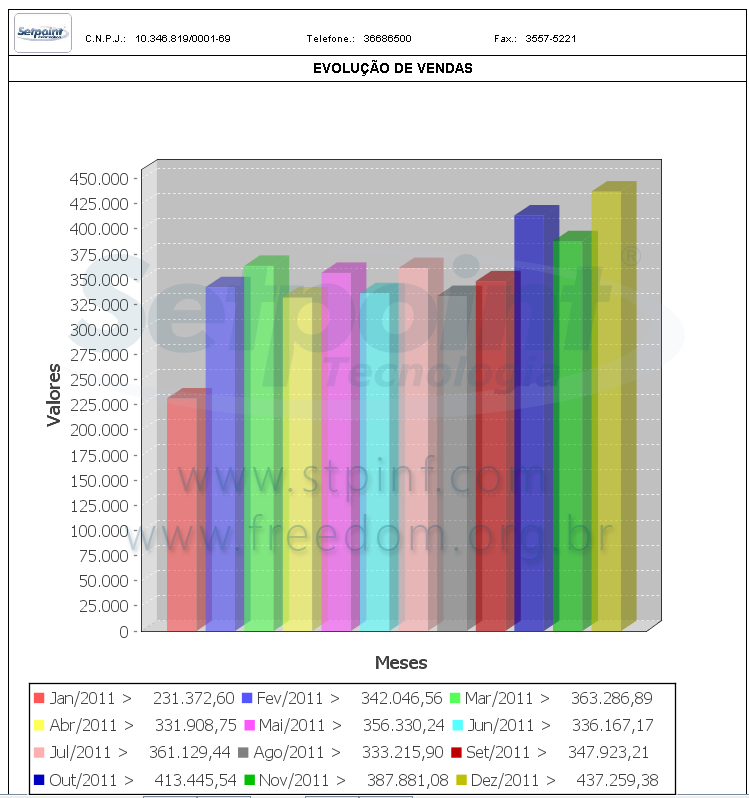 Setpoint
C.N.P.J.: 10.346.819/0001-69 Telefone.: 36686500 Fax.: 3557-5221
EVOLUÇÃO DE VENDAS
450.000
425.000
400.000
375.000
350.000
325.000
300.000
275.000
250.000
225.000
200.000
175.000
150.000
125.000
100.000
75.000
50.000
25.000
0
Valores
Setpoint ®
Tecnologia
www.stpinf.com
www.freedom.org.br
Meses
Jan/2011 > 231.372,60 Fev/2011 > 342.046,56 Mar/2011 > 363.286,89
Abr/2011 > 331.908,75 Mai/2011 > 356.330,24 Jun/2011 > 336.167,17
Jul/2011 > 361.129,44 Ago/2011 > 333.215,90 Set/2011 > 347.923,21
Out/2011 > 413.445,54 Nov/2011 > 387.881,08 Dez/2011 > 437.259,38